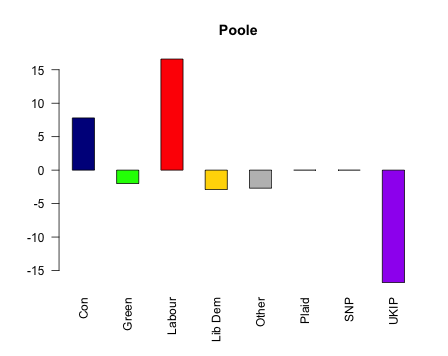 Poole
15
10
5
0
-5
-10
-15
Con
Green
Labour
Lib Dem
Other
Plaid
SNP
UKIP